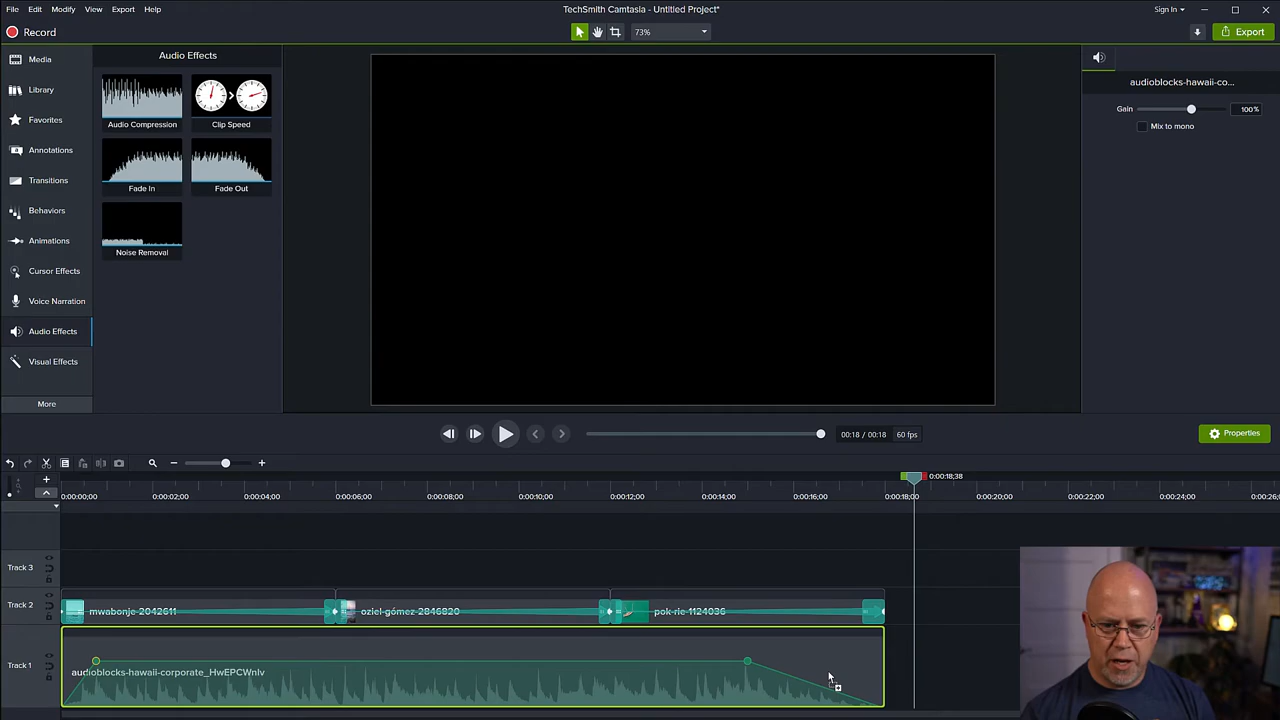 File Edit Modify View Export Help
TechSmith Camtasia - Untitled Project*
Sign In
Record
73%
Export
Media
Library
Favorites
Annotations
Transitions
Behaviors
Animations
Cursor Effects
Voice Narration
Audio Effects
Visual Effects
More
Audio Effects
Audio Compression
Clip Speed
Fade In
Fade Out
Noise Removal
audioblocks-hawaii-co...
Gain
100%
Mix to mono
00:18 / 00:18
60 fps
Properties
0:00:18;38
0:00:00;00 0:00:02;00 0:00:04;00 0:00:06;00 0:00:08;00 0:00:10;00 0:00:12;00 0:00:14;00 0:00:16;00 0:00:18;00 0:00:20;00 0:00:22;00 0:00:24;00 0:00:26;0
Track 3
Track 2
mwabonje-2042611
oziel-gómez-2846820
pok-rie-1124036
Track 1
audioblocks-hawaii-corporate_HwEPCWnlv